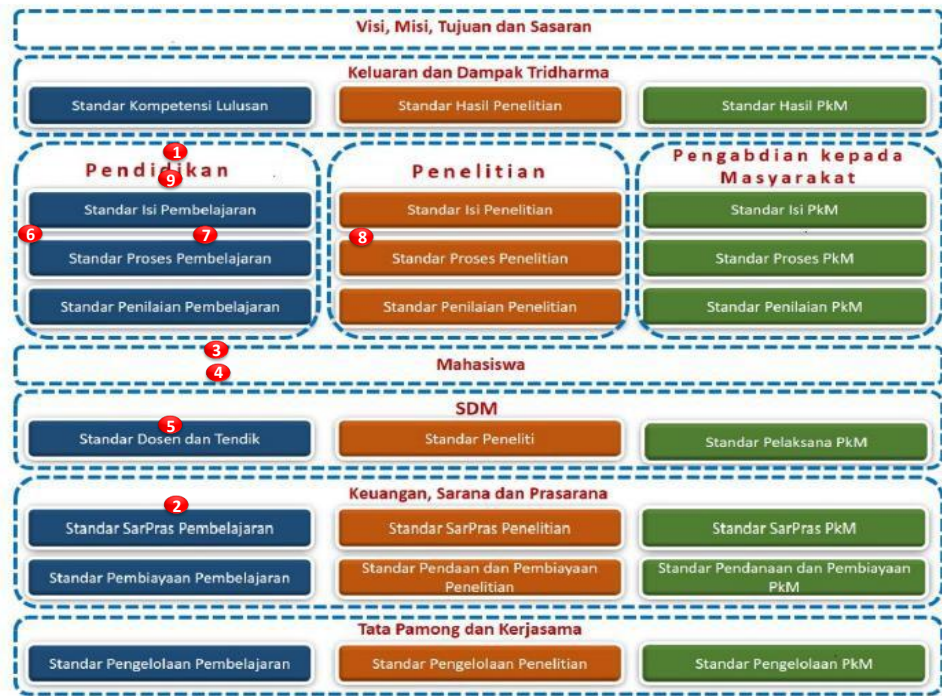 Visi, Misi, Tujuan dan Sasaran
Keluaran dan Dampak Tridharma
Standar Kompetensi Lulusan
Standar Hasil Penelitian
Standar Hasil PkM
1
Pendidikan
9
Penelitian
Pengabdian kepada
Masyarakat
Standar Isi Pembelajaran
Standar Isi Penelitian
Standar Isi PkM
6
7
8
Standar Proses Pembelajaran
Standar Proses Penelitian
Standar Proses PkM
Standar Penilaian Pembelajaran
Standar Penilaian Penelitian
Standar Penilaian PkM
3
Mahasiswa
4
SDM
5
Standar Dosen dan Tendik
Standar Peneliti
Standar Pelaksana PkM
Keuangan, Sarana dan Prasarana
2
Standar SarPras Pembelajaran
Standar SarPras Penelitian
Standar SarPras PkM
Standar Pembiayaan Pembelajaran
Standar Pendaan dan Pembiayaan
Penelitian
Standar Pendanaan dan Pembiayaan
PkM
Tata Pamong dan Kerjasama
Standar Pengelolaan Pembelajaran
Standar Pengelolaan Penelitian
Standar Pengelolaan PkM